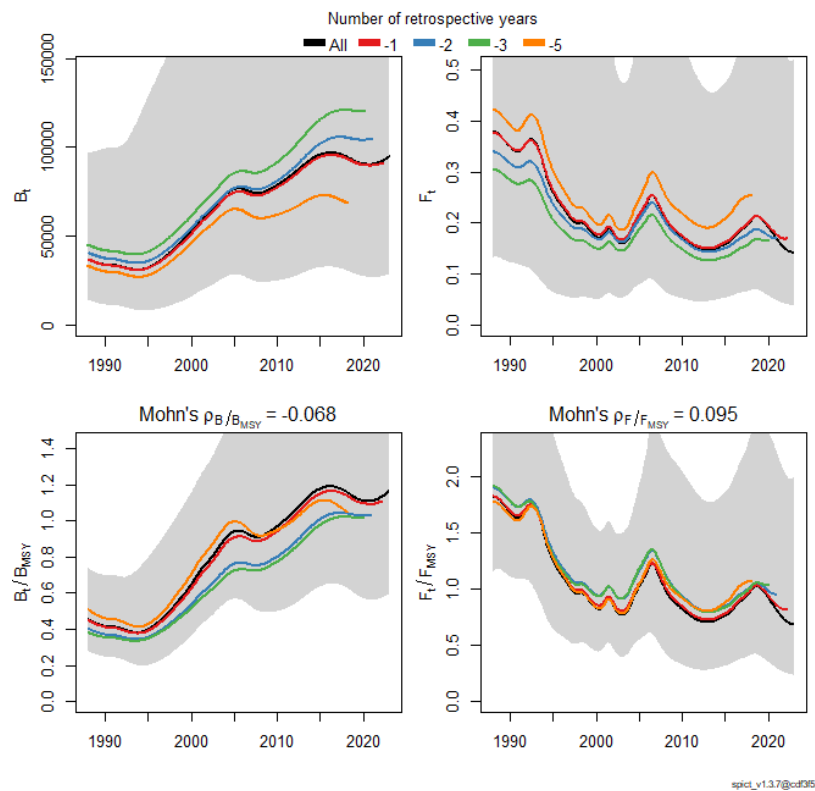 Number of retrospective years
All -1 -2 -3 -5
150000
100000
50000
0
Bt
1990 2000 2010 2020
0.5
0.4
0.3
0.2
0.1
0.0
Ft
1990 2000 2010 2020
Mohn's ρB/BMSY = -0.068
1.4
1.2
1.0
0.8
0.6
0.4
0.2
0.0
Bt/BMSY
1990 2000 2010 2020
Mohn's ρF/FMSY = 0.095
2.0
1.5
1.0
0.5
0.0
Ft/FMSY
1990 2000 2010 2020